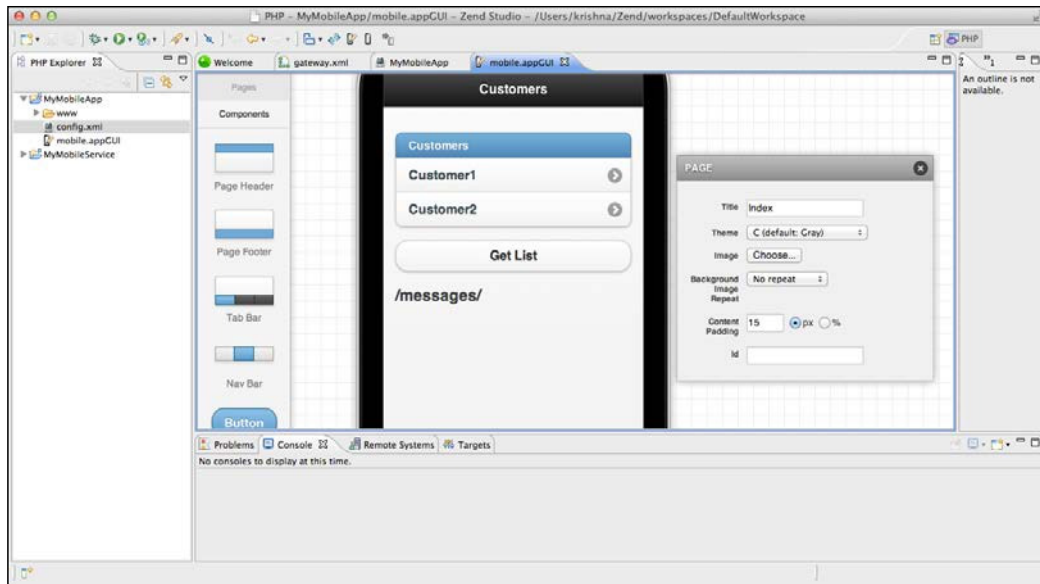 PHP – MyMobileApp/mobile.appGUI – Zend Studio – /Users/krishna/Zend/workspaces/DefaultWorkspace
PHP
PHP Explorer
MyMobileApp
www
config.xml
mobile.appGUI
MyMobileService
Welcome
gateway.xml
MyMobileApp
mobile.appGUI
Pages
Components
Page Header
Page Footer
Tab Bar
Nav Bar
Button
Customers
Customers
Customer1
Customer2
Get List
/messages/
PAGE
Title Index
Theme C (default: Gray)
Image Choose...
Background Image Repeat No repeat
Content Padding 15 px %
Id
An outline is not
available.
Problems Console Remote Systems Targets
No consoles to display at this time.